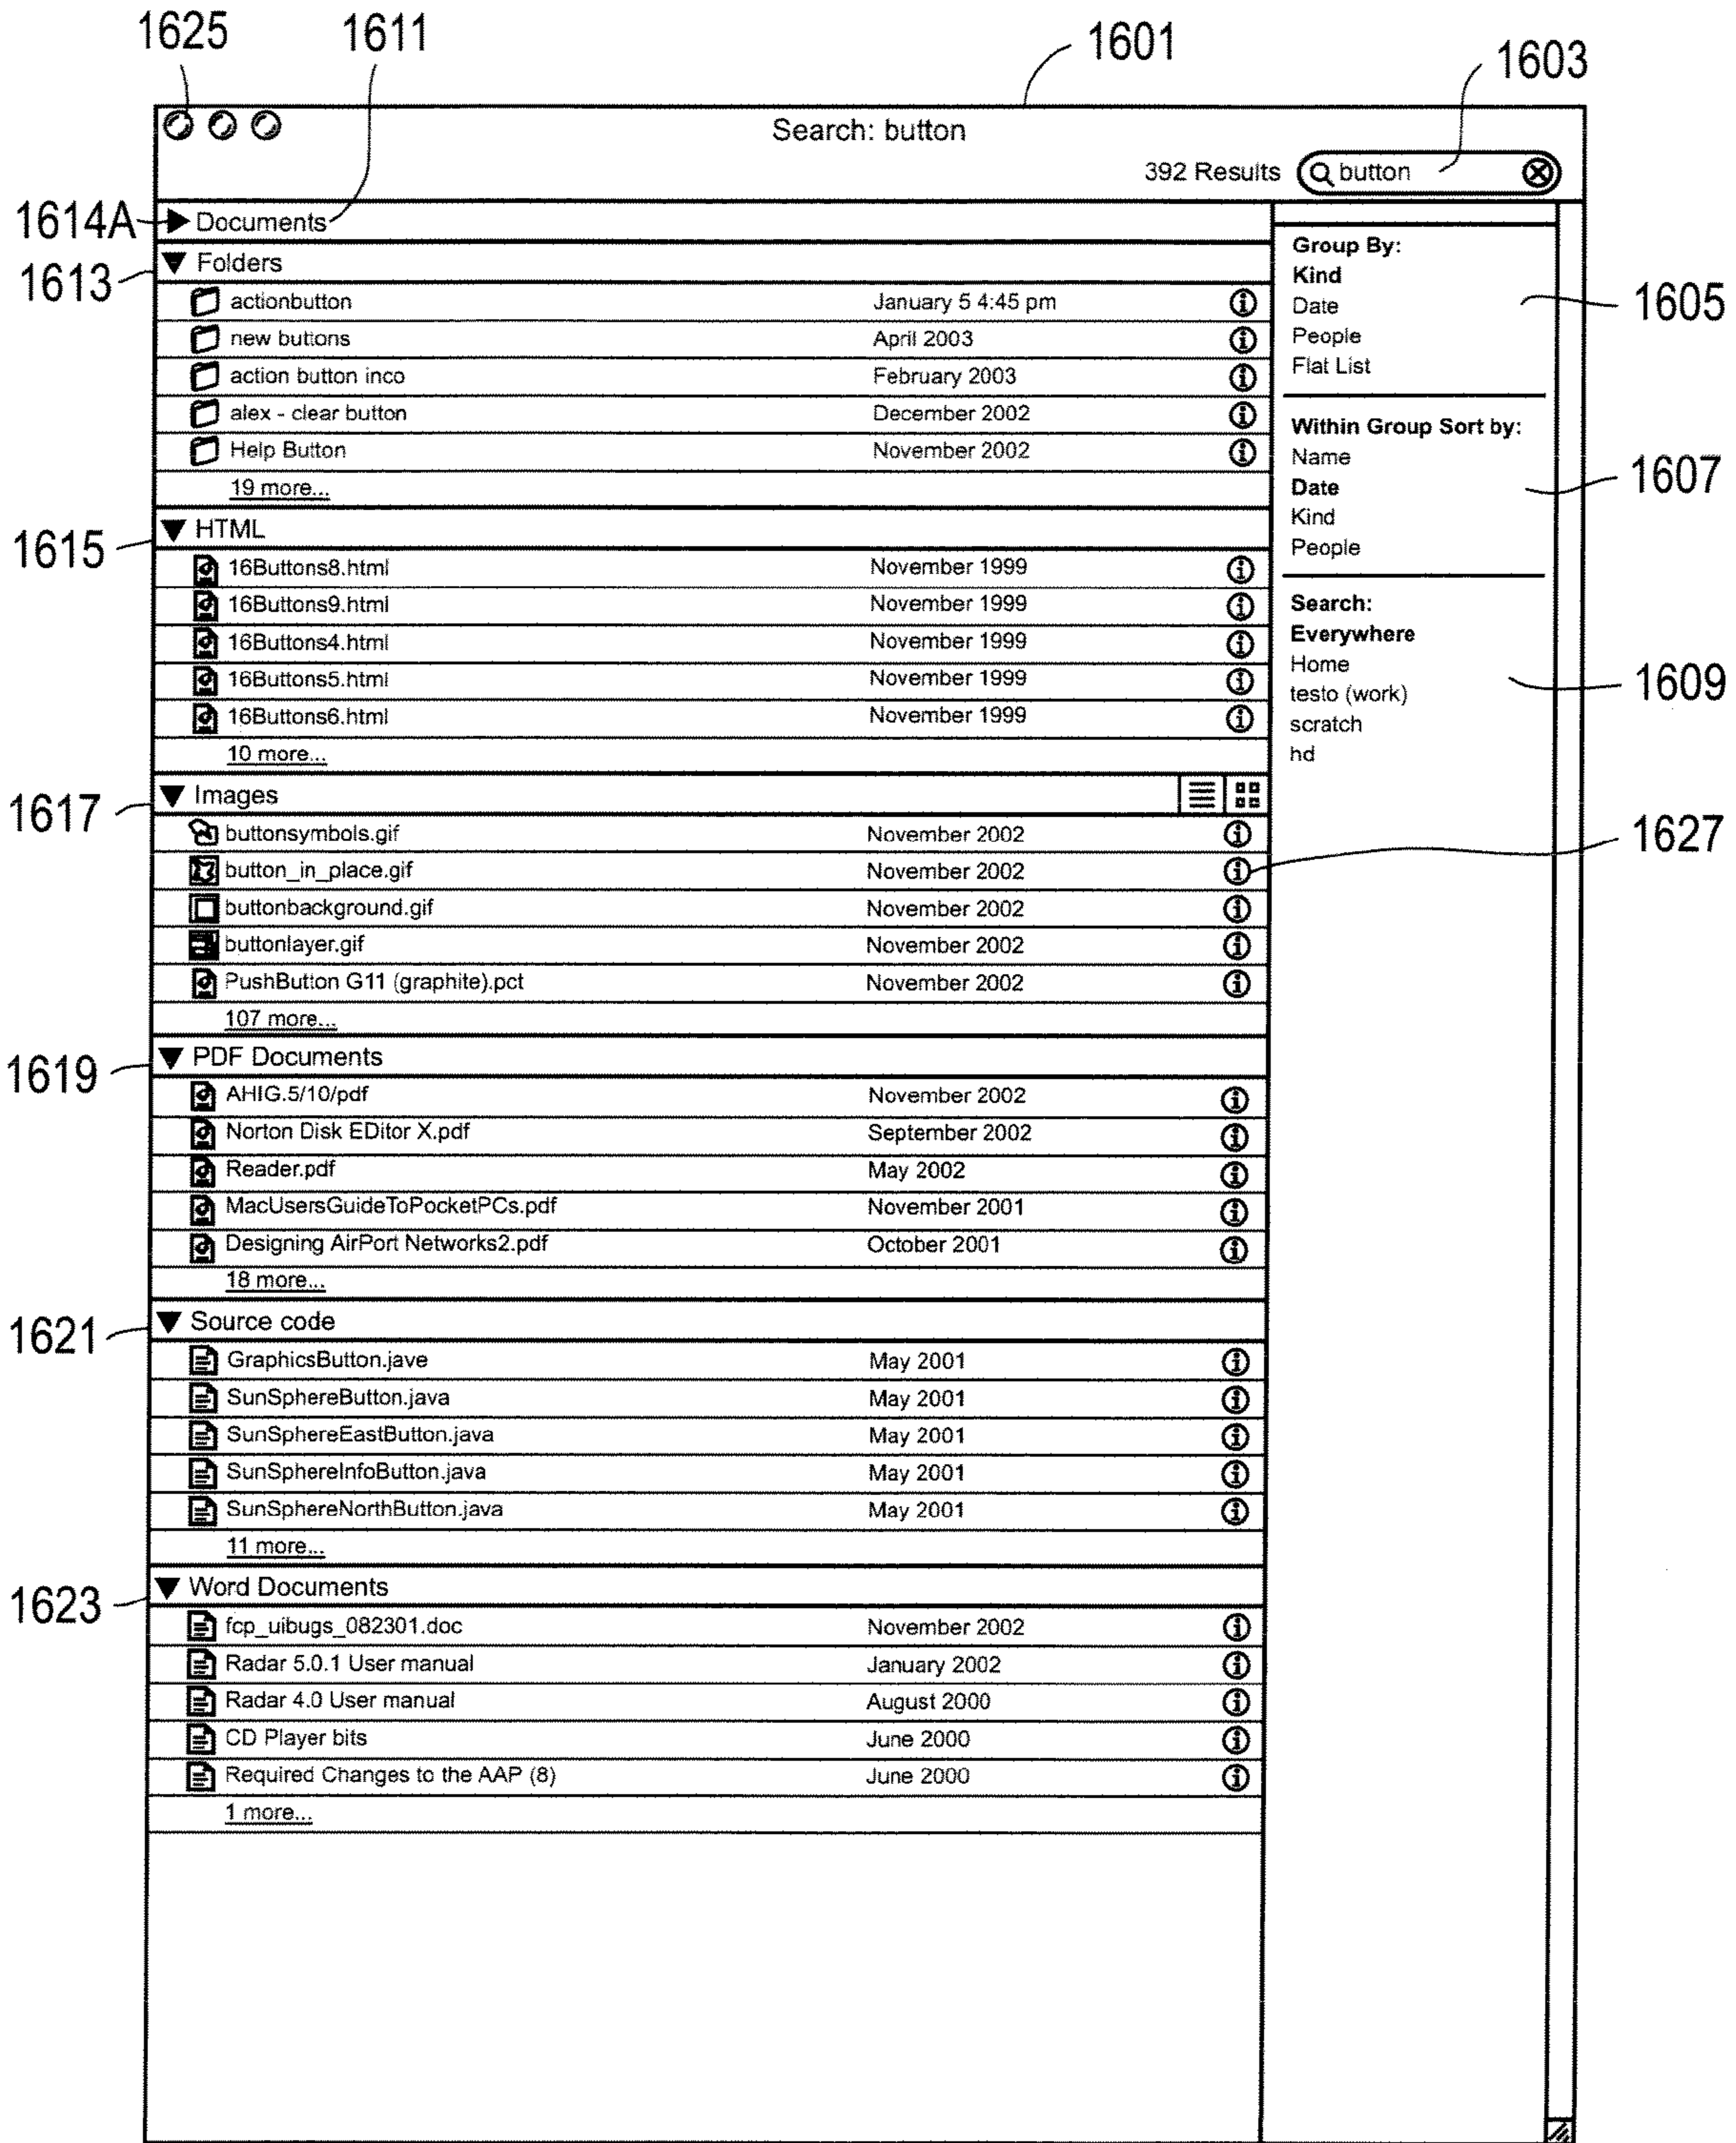 1625 1611 1601 1603
Search: button
392 Results button
1614A Documents
1613 Folders
actionbutton January 5 4:45 pm
new buttons April 2003
action button inco February 2003
alex - clear button December 2002
Help Button November 2002
19 more...
1615 HTML
16Buttons8.html November 1999
16Buttons9.html November 1999
16Buttons4.html November 1999
16Buttons5.html November 1999
16Buttons6.html November 1999
10 more...
1617 Images
buttonsymbols.gif November 2002
button_in_place.gif November 2002
buttonbackground.gif November 2002
buttonlayer.gif November 2002
PushButton G11 (graphite).pct November 2002
107 more...
1619 PDF Documents
AHIG.5/10/pdf November 2002
Norton Disk EDitor X.pdf September 2002
Reader.pdf May 2002
MacUsersGuideToPocketPCs.pdf November 2001
Designing AirPort Networks2.pdf October 2001
18 more...
1621 Source code
GraphicsButton.jave May 2001
SunSphereButton.java May 2001
SunSphereEastButton.java May 2001
SunSphereInfoButton.java May 2001
SunSphereNorthButton.java May 2001
11 more...
1623 Word Documents
fcp_uibugs_082301.doc November 2002
Radar 5.0.1 User manual January 2002
Radar 4.0 User manual August 2000
CD Player bits June 2000
Required Changes to the AAP (8) June 2000
1 more...
Group By:
Kind
Date 1605
People
Flat List
Within Group Sort by:
Name
Date 1607
Kind
People
Search:
Everywhere
Home
testo (work) 1609
scratch
hd
1627